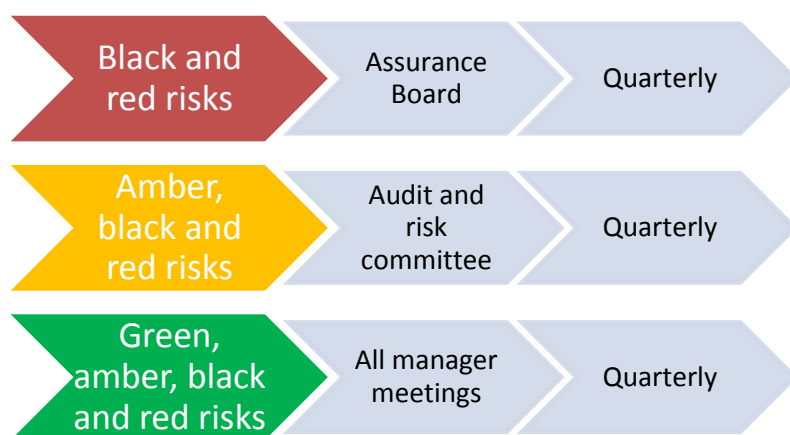 Black and
red risks
Assurance
Board
Quarterly
Amber,
black and
red risks
Audit and
risk
committee
Quarterly
Green,
amber, black
and red risks
All manager
meetings
Quarterly